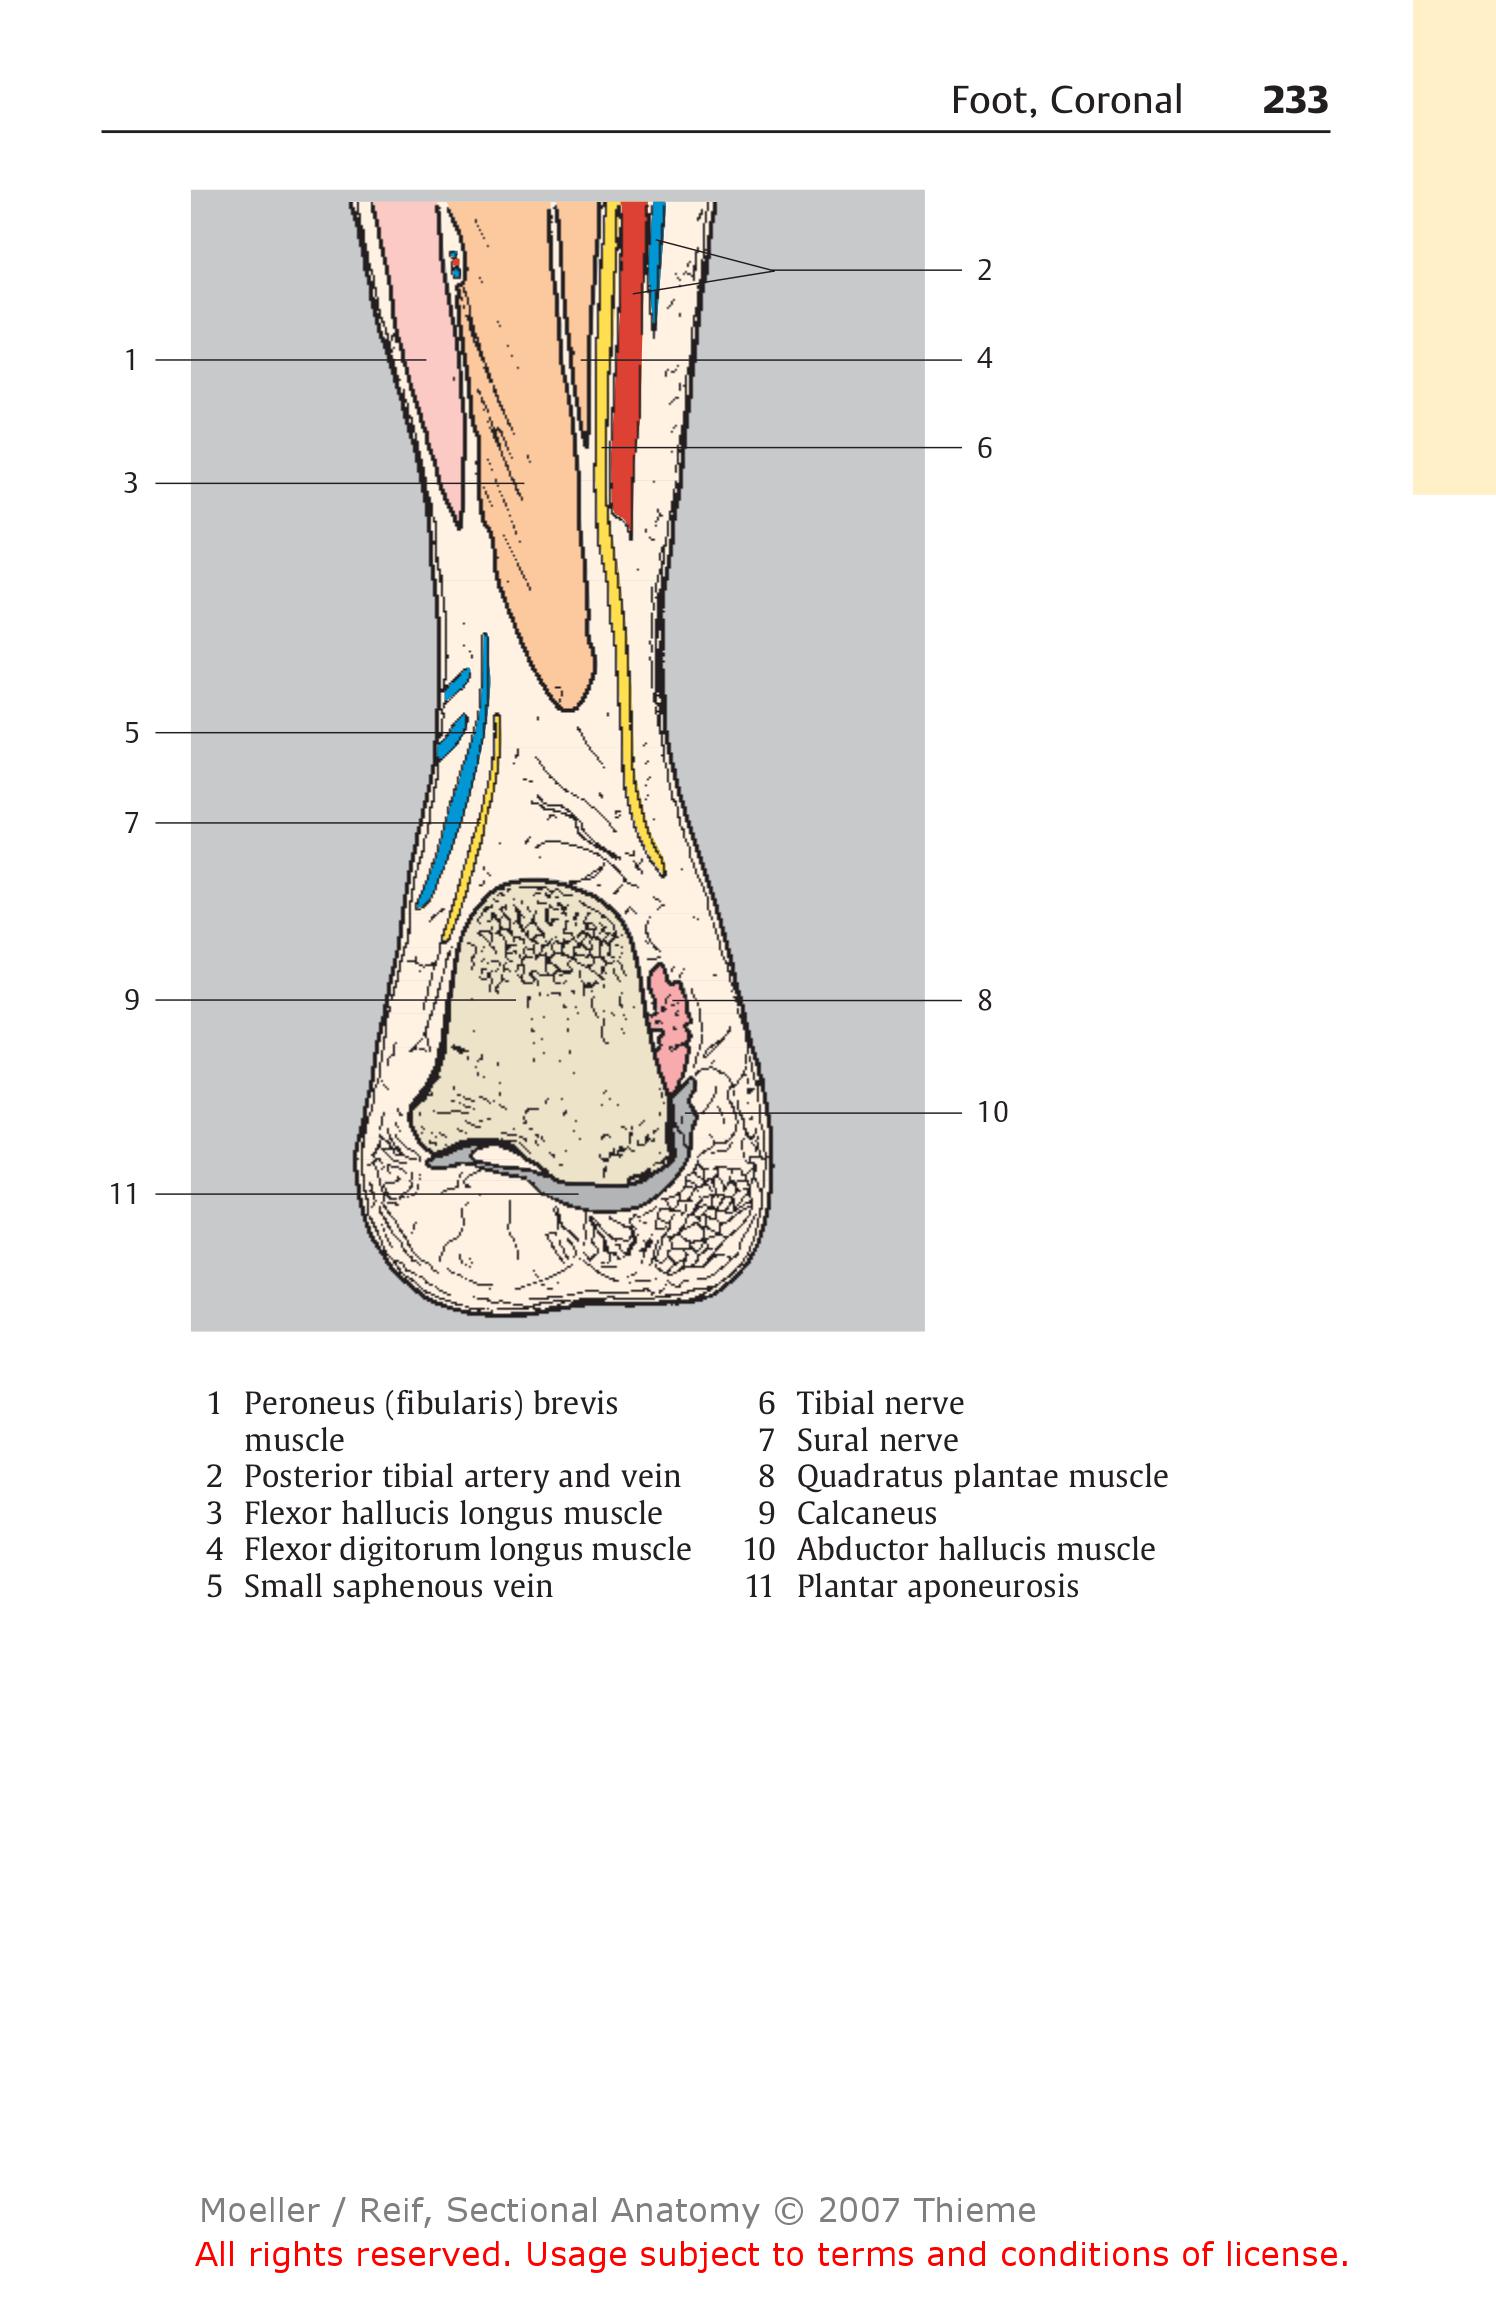 Foot, Coronal 233
2
1
4
6
3
5
7
9
8
10
11
1 Peroneus (fibularis) brevis
muscle
2 Posterior tibial artery and vein
3 Flexor hallucis longus muscle
4 Flexor digitorum longus muscle
5 Small saphenous vein
6 Tibial nerve
7 Sural nerve
8 Quadratus plantae muscle
9 Calcaneus
10 Abductor hallucis muscle
11 Plantar aponeurosis
Moeller / Reif, Sectional Anatomy © 2007 Thieme
All rights reserved. Usage subject to terms and conditions of license.